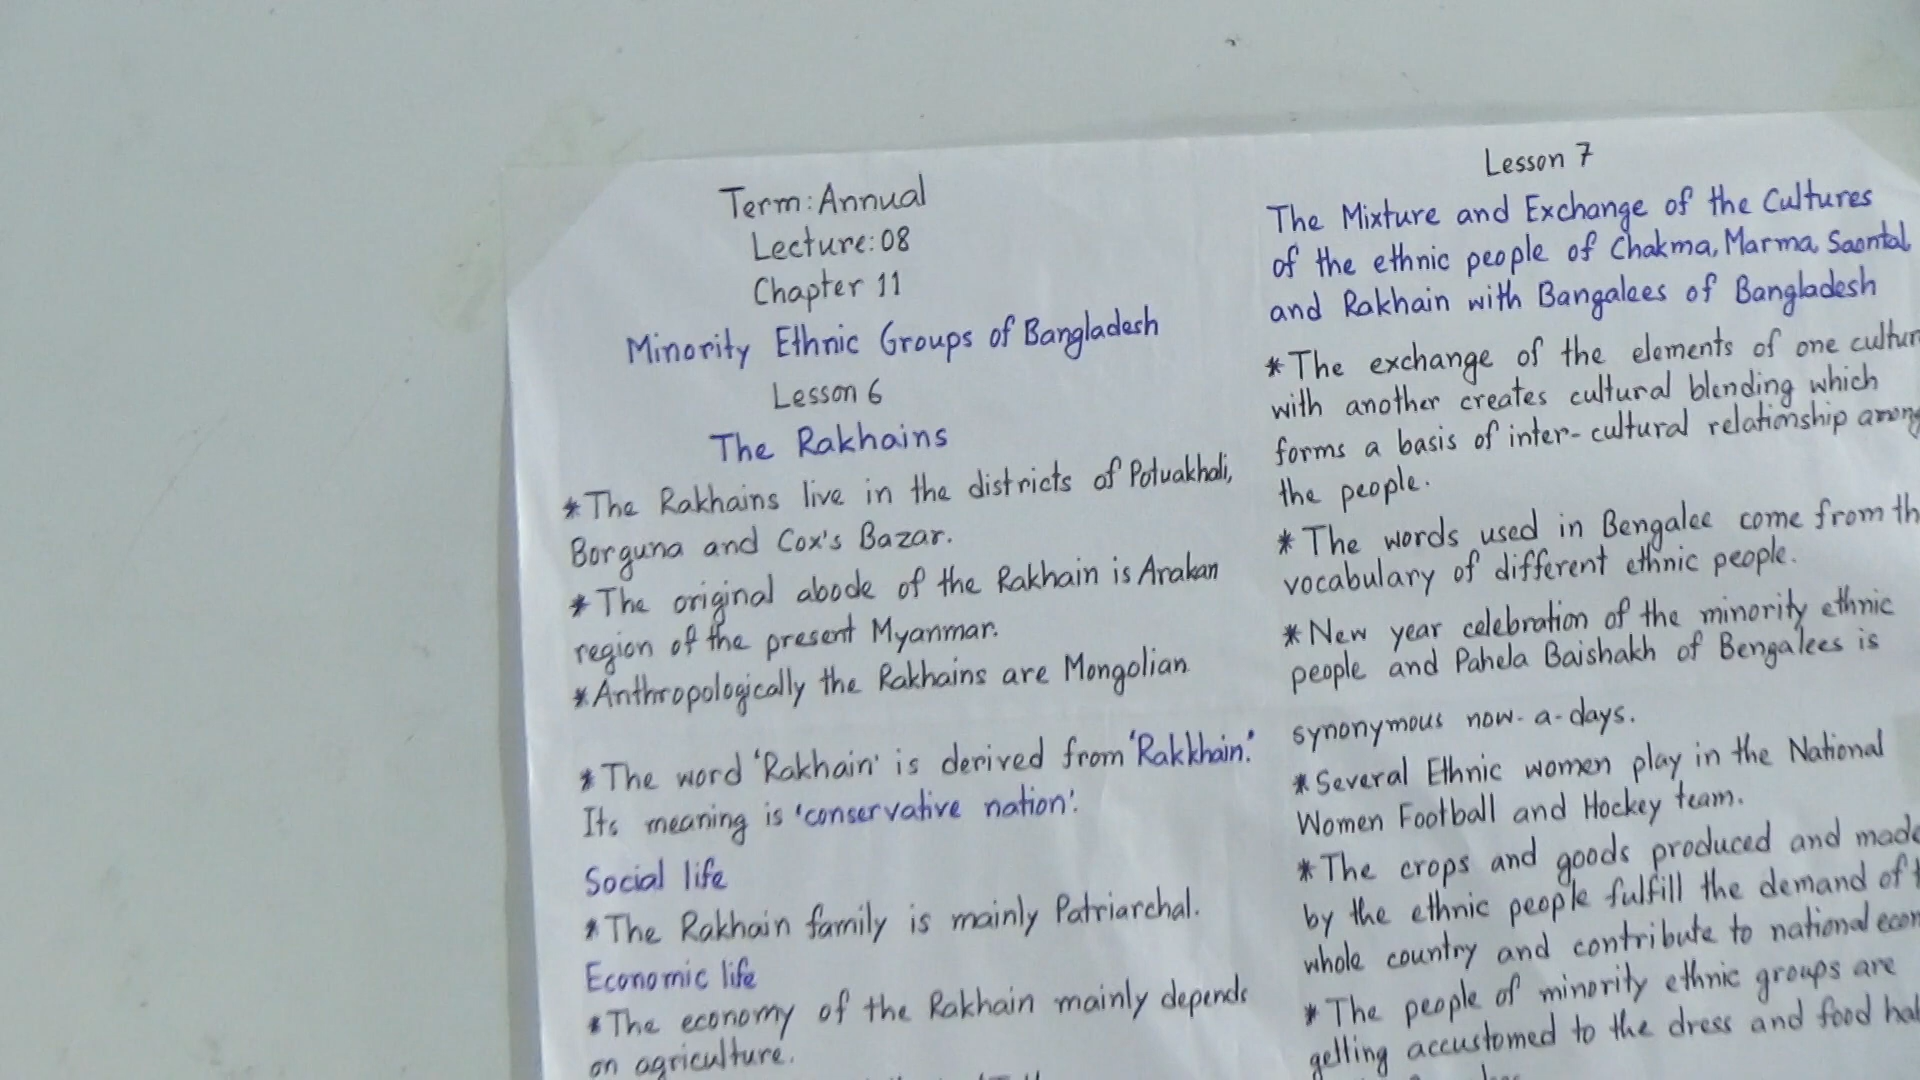 Term: Annual
Lecture: 08
Chapter 11
Minority Ethnic Groups of Bangladesh
Lesson 6
The Rakhains
* The Rakhains live in the districts of Potuakhali,
Borguna and Cox's Bazar.
* The original abode of the Rakhain is Arakan
region of the present Myanmar.
* Anthropologically the Rakhains are Mongolian
* The word 'Rakhain' is derived from 'Rakkhain.'
Its meaning is 'conservative nation'.
Social life
* The Rakhain family is mainly Patriarchal.
Economic life
* The economy of the Rakhain mainly depends
on agriculture.
Lesson 7
The Mixture and Exchange of the Cultures
of the ethnic people of Chakma, Marma, Saontal
and Rakhain with Bangalees of Bangladesh
* The exchange of the elements of one cultur
with another creates cultural blending which
forms a basis of inter-cultural relationship among
the people.
* The words used in Bengalee come from th
vocabulary of different ethnic people.
* New year celebration of the minority ethnic
people and Pahela Baishakh of Bengalees is
synonymous now-a-days.
* Several Ethnic women play in the National
Women Football and Hockey team.
* The crops and goods produced and made
by the ethnic people fulfill the demand of t
whole country and contribute to national econ
* The people of minority ethnic groups are
getting accustomed to the dress and food hal